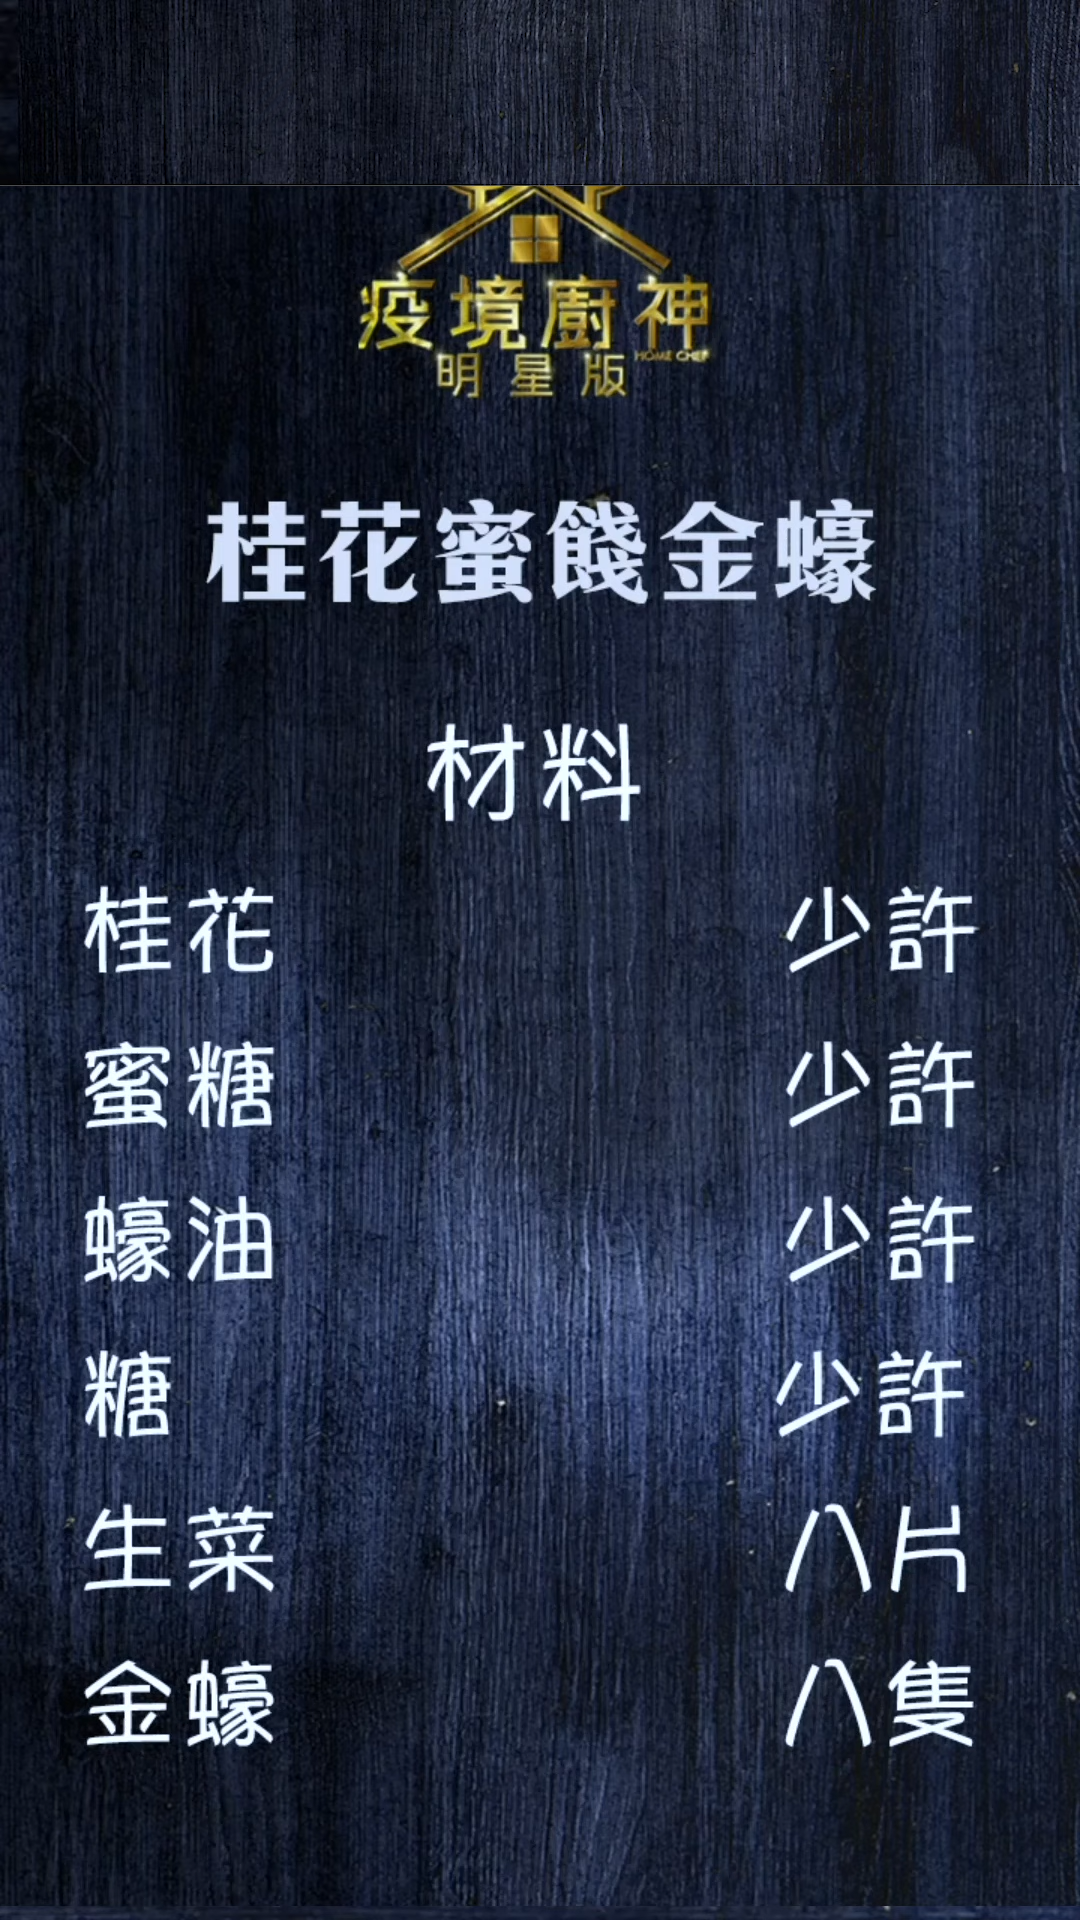 疫境廚神
HOME CHEF
明星版
桂花蜜餞金蠔
材料
桂花 少許
蜜糖 少許
蠔油 少許
糖 少許
生菜 八片
金蠔 八隻